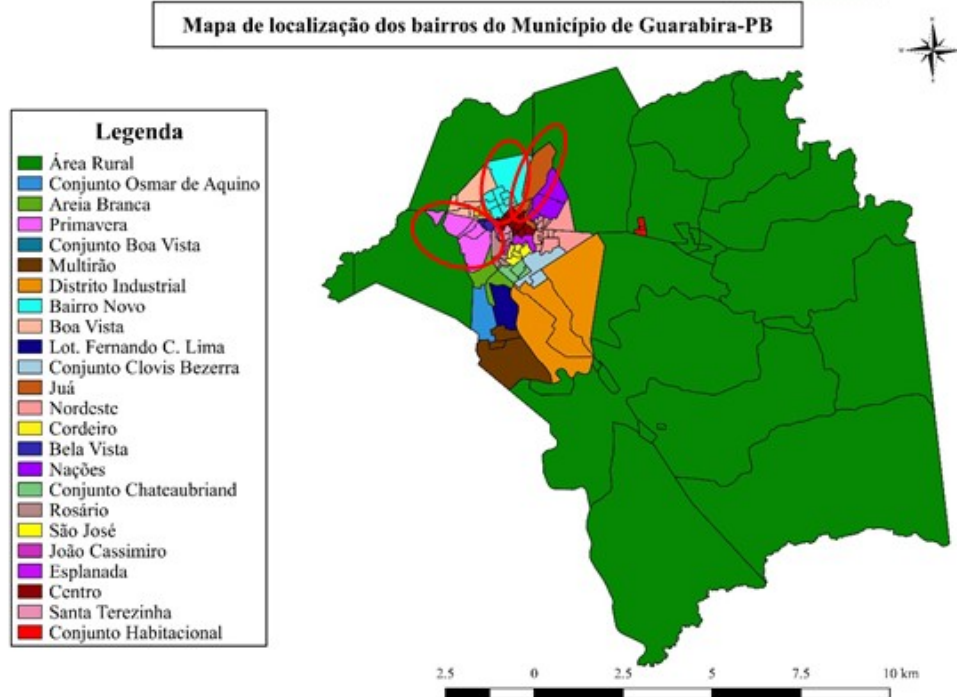 Mapa de localização dos bairros do Município de Guarabira-PB
Legenda
Área Rural
Conjunto Osmar de Aquino
Areia Branca
Primavera
Conjunto Boa Vista
Multirão
Distrito Industrial
Bairro Novo
Boa Vista
Lot. Fernando C. Lima
Conjunto Clovis Bezerra
Juá
Nordeste
Cordeiro
Bela Vista
Nações
Conjunto Chateaubriand
Rosário
São José
João Cassimiro
Esplanada
Centro
Santa Terezinha
Conjunto Habitacional
2.5 0 2.5 5 7.5 10 km